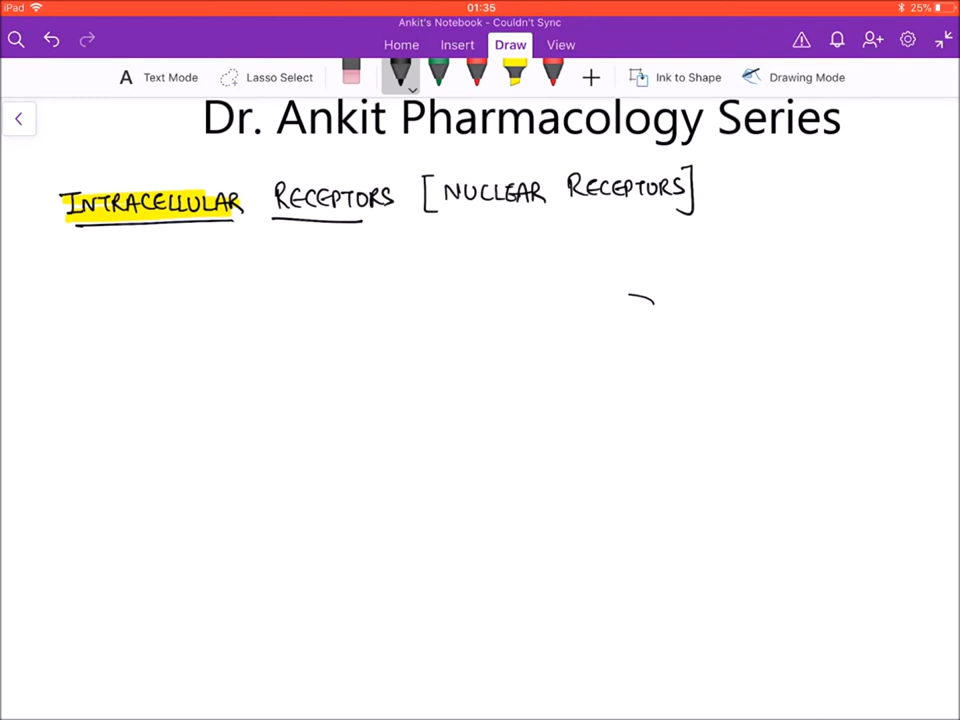 iPad 01:35 25%
Ankit's Notebook - Couldn't Sync
Home Insert Draw View
A Text Mode Lasso Select Ink to Shape Drawing Mode
Dr. Ankit Pharmacology Series
INTRACELLULAR RECEPTORS [NUCLEAR RECEPTORS]